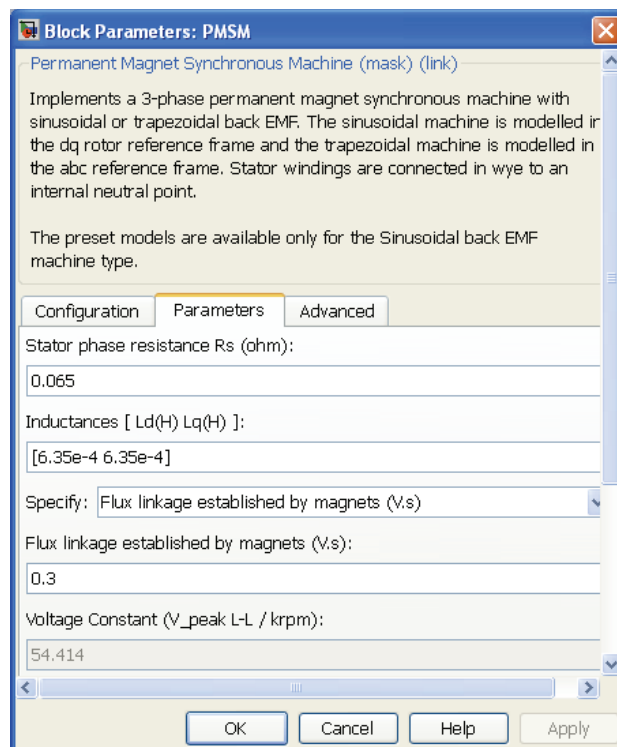 Block Parameters: PMSM
Permanent Magnet Synchronous Machine (mask) (link)
Implements a 3-phase permanent magnet synchronous machine with
sinusoidal or trapezoidal back EMF. The sinusoidal machine is modelled in
the dq rotor reference frame and the trapezoidal machine is modelled in
the abc reference frame. Stator windings are connected in wye to an
internal neutral point.
The preset models are available only for the Sinusoidal back EMF
machine type.
Configuration Parameters Advanced
Stator phase resistance Rs (ohm):
0.065
Inductances [ Ld(H) Lq(H) ]:
[6.35e-4 6.35e-4]
Specify: Flux linkage established by magnets (V.s)
Flux linkage established by magnets (V.s):
0.3
Voltage Constant (V_peak L-L / krpm):
54.414
OK Cancel Help Apply